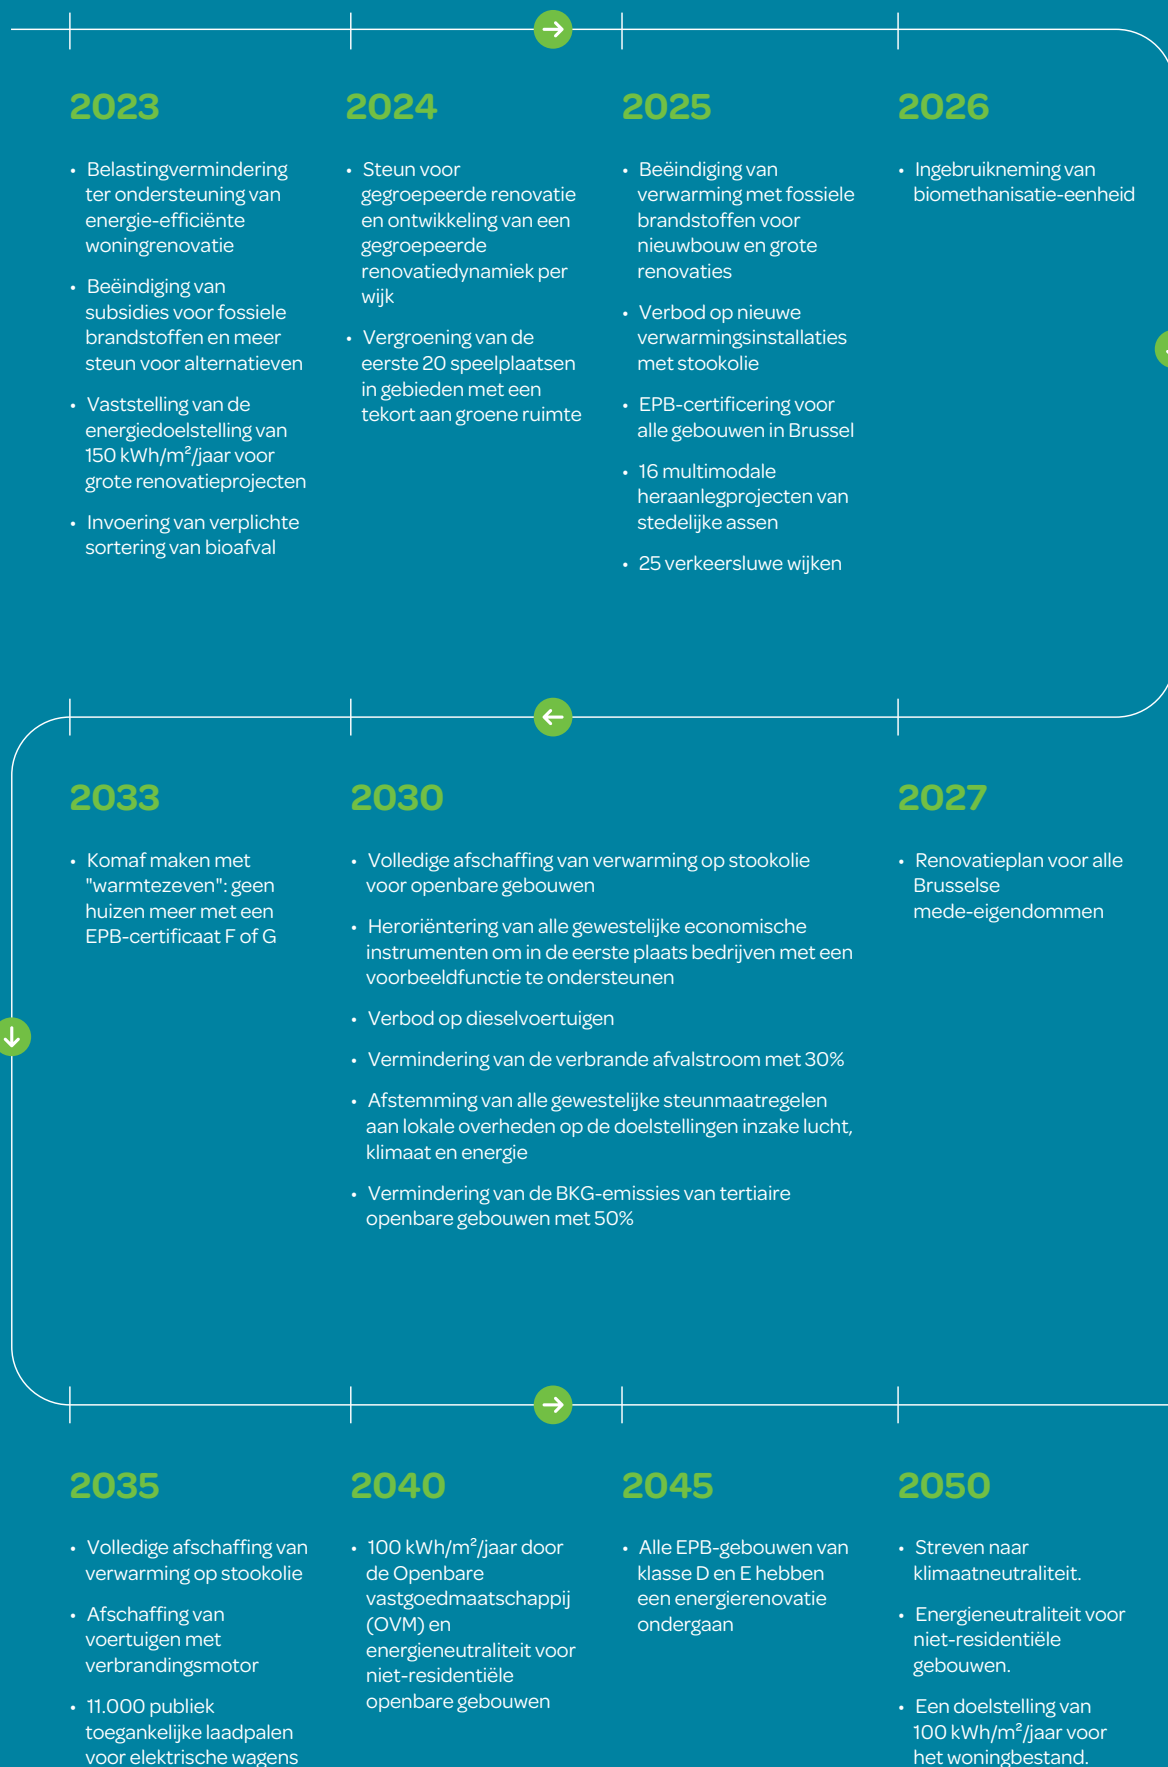 2023
• Belastingvermindering
ter ondersteuning van
energie-efficiënte
woningrenovatie
• Beëindiging van
subsidies voor fossiele
brandstoffen en meer
steun voor alternatieven
• Vaststelling van de
energiedoelstelling van
150 kWh/m²/jaar voor
grote renovatieprojecten
• Invoering van verplichte
sortering van bioafval
2024
• Steun voor
gegroepeerde renovatie
en ontwikkeling van een
gegroepeerde
renovatiedynamiek per
wijk
• Vergroening van de
eerste 20 speelplaatsen
in gebieden met een
tekort aan groene ruimte
2025
• Beëindiging van
verwarming met fossiele
brandstoffen voor
nieuwbouw en grote
renovaties
• Verbod op nieuwe
verwarmingsinstallaties
met stookolie
• EPB-certificering voor
alle gebouwen in Brussel
• 16 multimodale
heraanlegprojecten van
stedelijke assen
• 25 verkeersluwe wijken
2026
• Ingebruikneming van
biomethanisatie-eenheid
2027
• Renovatieplan voor alle
Brusselse
mede-eigendommen
2030
• Volledige afschaffing van verwarming op stookolie
voor openbare gebouwen
• Heroriëntering van alle gewestelijke economische
instrumenten om in de eerste plaats bedrijven met een
voorbeeldfunctie te ondersteunen
• Verbod op dieselvoertuigen
• Vermindering van de verbrande afvalstroom met 30%
• Afstemming van alle gewestelijke steunmaatregelen
aan lokale overheden op de doelstellingen inzake lucht,
klimaat en energie
• Vermindering van de BKG-emissies van tertiaire
openbare gebouwen met 50%
2033
• Komaf maken met
"warmtezeven": geen
huizen meer met een
EPB-certificaat F of G
2035
• Volledige afschaffing van
verwarming op stookolie
• Afschaffing van
voertuigen met
verbrandingsmotor
• 11.000 publiek
toegankelijke laadpalen
voor elektrische wagens
2040
• 100 kWh/m²/jaar door
de Openbare
vastgoedmaatschappij
(OVM) en
energieneutraliteit voor
niet-residentiële
openbare gebouwen
2045
• Alle EPB-gebouwen van
klasse D en E hebben
een energierenovatie
ondergaan
2050
• Streven naar
klimaatneutraliteit.
• Energieneutraliteit voor
niet-residentiële
gebouwen.
• Een doelstelling van
100 kWh/m²/jaar voor
het woningbestand.